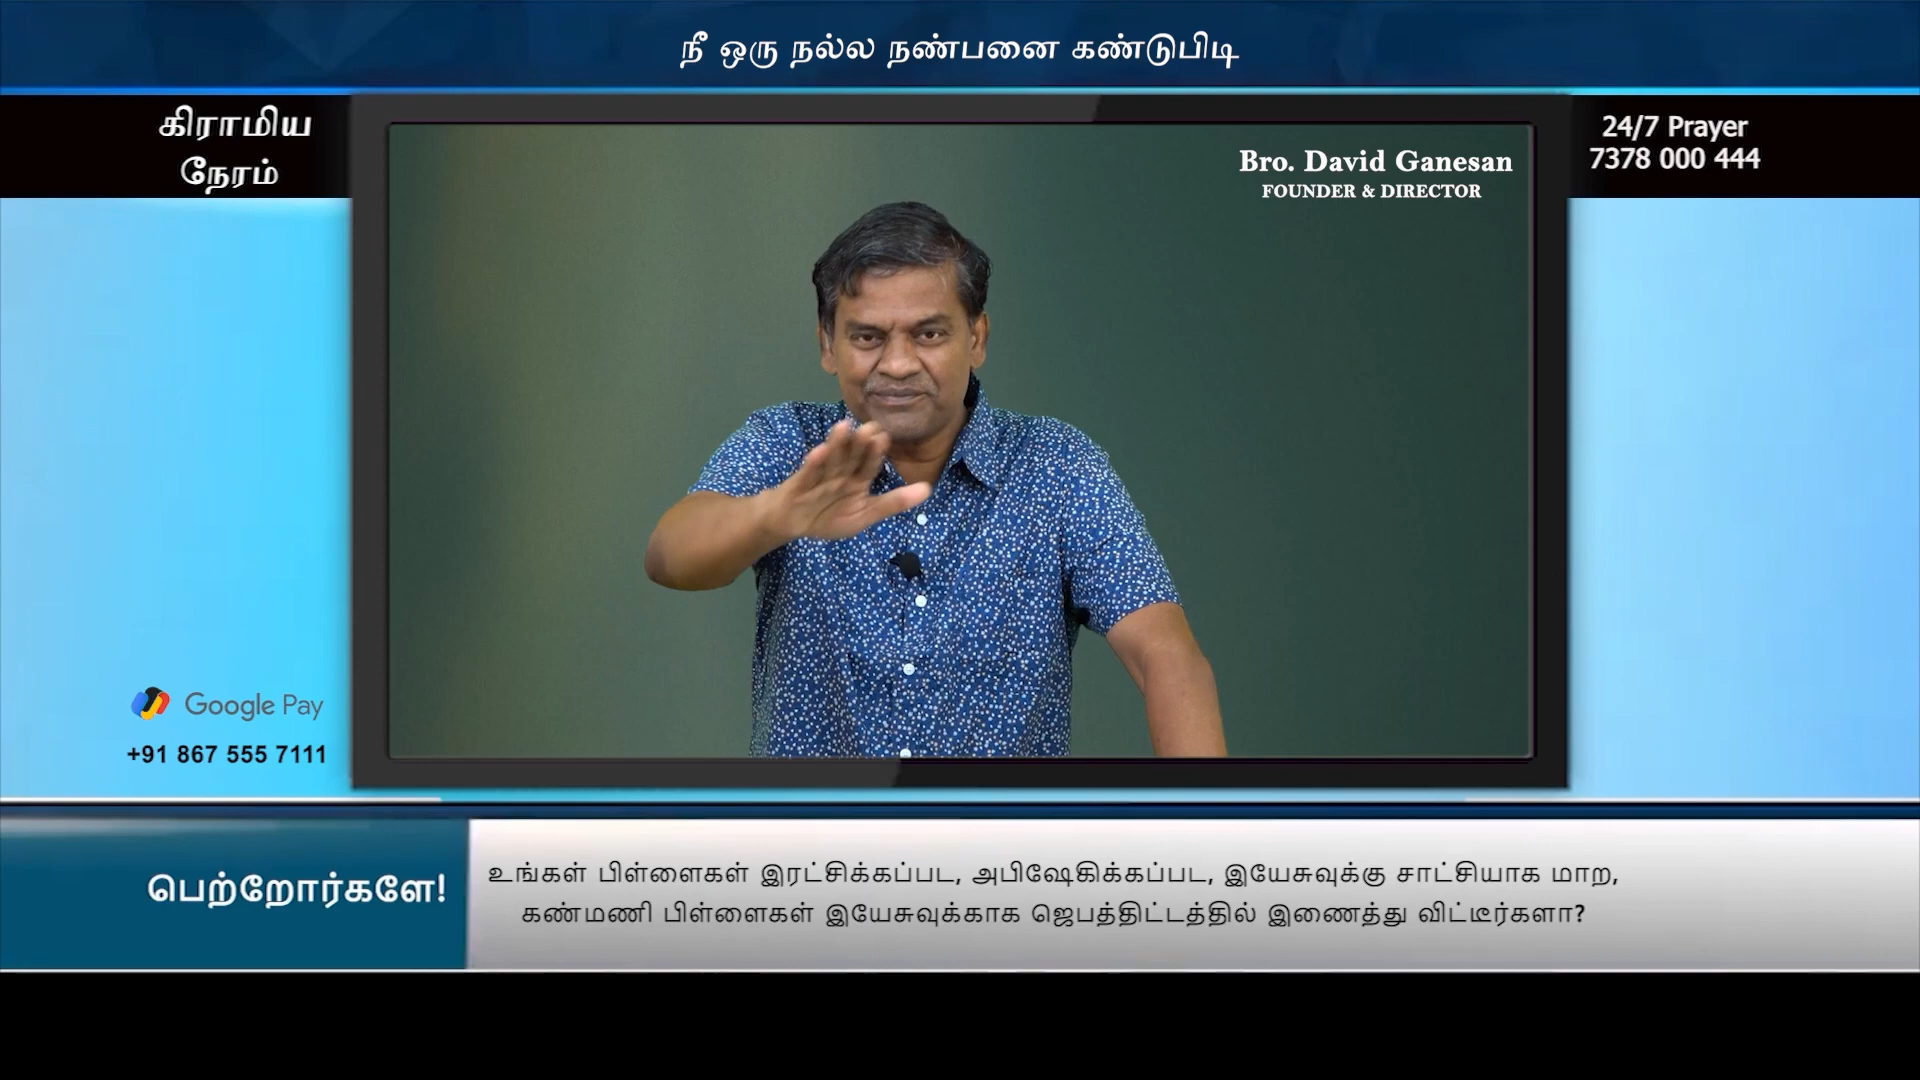 நீ ஒரு நல்ல நண்பனை கண்டுபிடி
கிராமிய
நேரம்
24/7 Prayer
7378 000 444
Bro. David Ganesan
FOUNDER & DIRECTOR
Google Pay
+91 867 555 7111
பெற்றோர்களே!
உங்கள் பிள்ளைகள் இரட்சிக்கப்பட, அபிஷேகிக்கப்பட, இயேசுவுக்கு சாட்சியாக மாற,
கண்மணி பிள்ளைகள் இயேசுவுக்காக ஜெபத்திட்டத்தில் இணைத்து விட்டீர்களா?